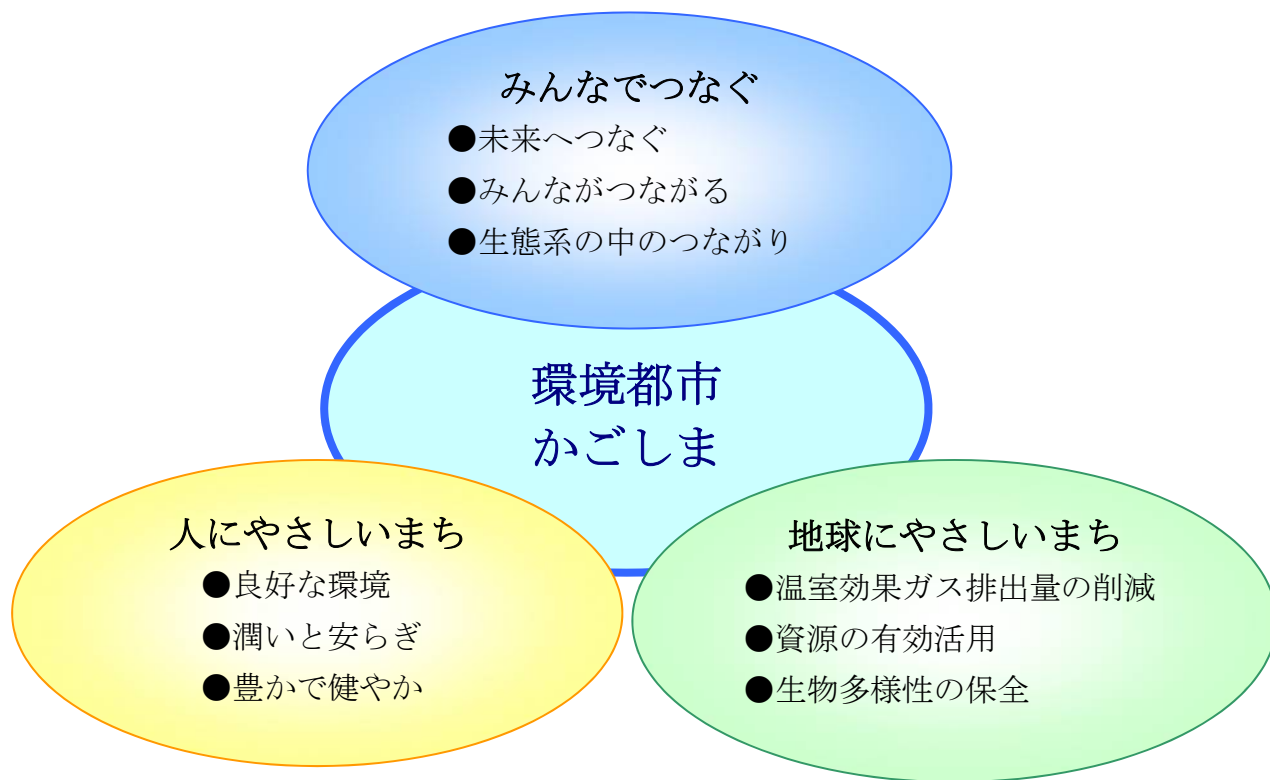 みんなでつなぐ
●未来へつなぐ
●みんながつながる
●生態系の中のつながり
環境都市
かごしま
人にやさしいまち
●良好な環境
●潤いと安らぎ
●豊かで健やか
地球にやさしいまち
●温室効果ガス排出量の削減
●資源の有効活用
●生物多様性の保全